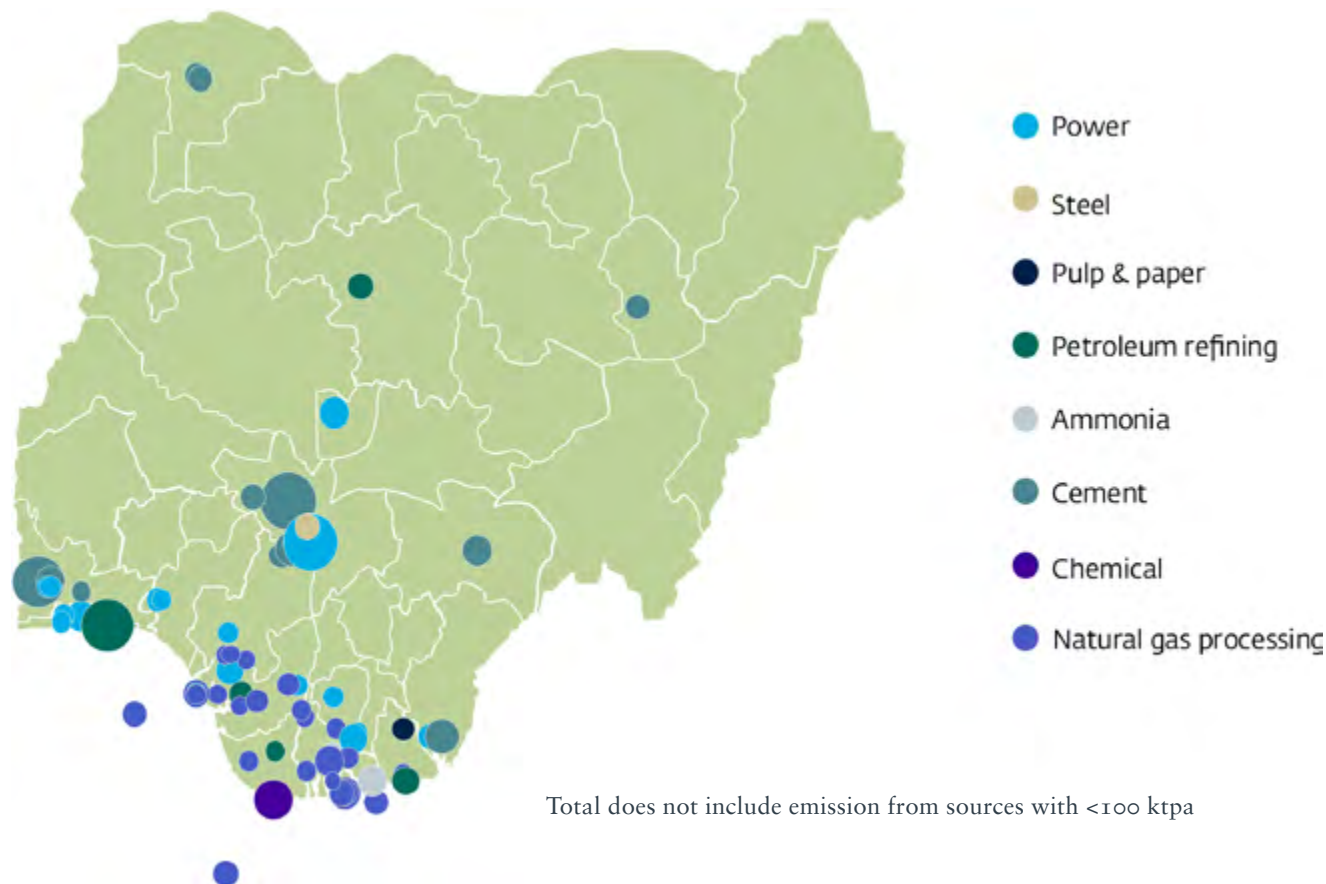 Power
Steel
Pulp & paper
Petroleum refining
Ammonia
Cement
Chemical
Natural gas processing
Total does not include emission from sources with <100 ktpa